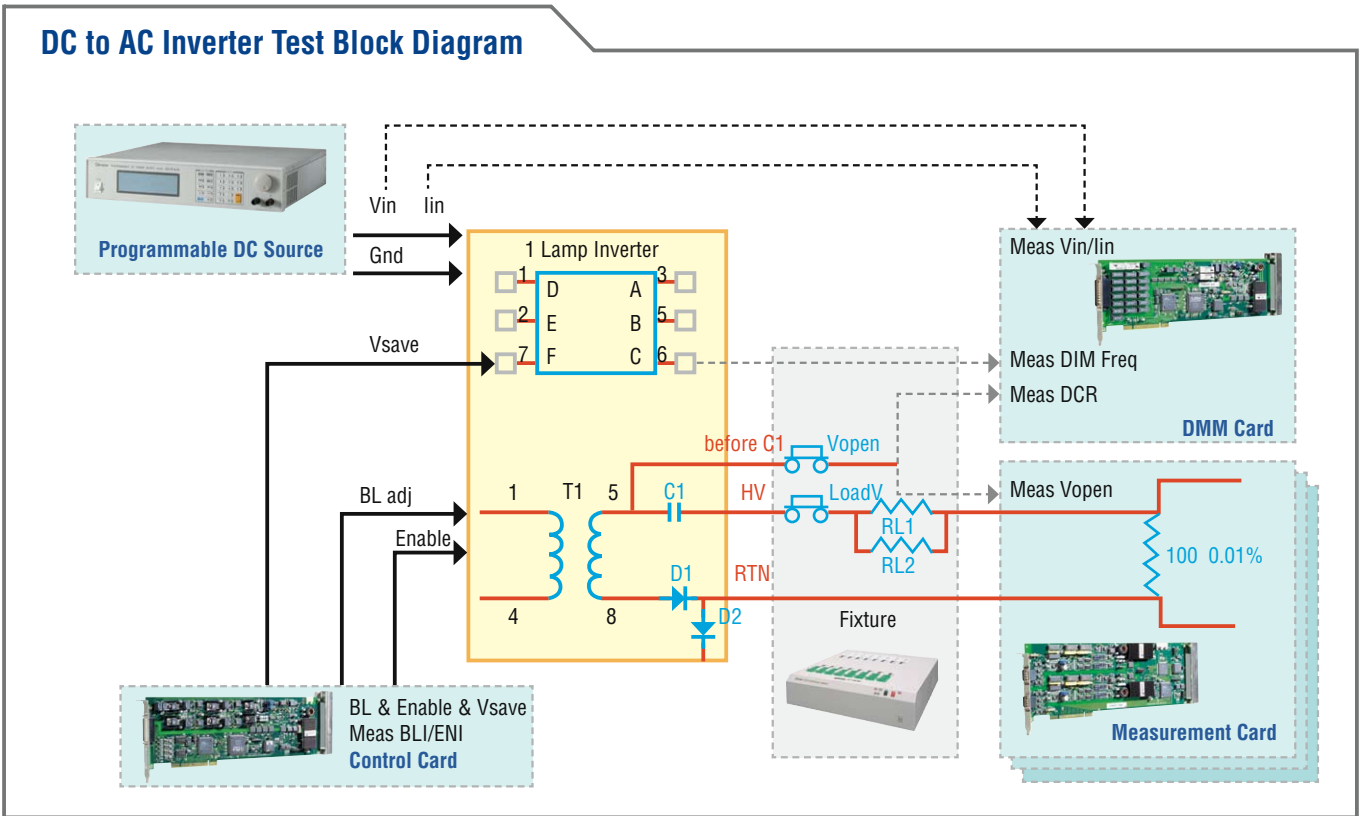 DC to AC Inverter Test Block Diagram
Programmable DC Source
Vin Iin
Gnd
Vsave
1 Lamp Inverter
1 D A 3
2 E B 5
7 F C 6
Meas Vin/Iin
Meas DIM Freq
Meas DCR
DMM Card
before C1 Vopen
BL adj
Enable
1 T1 5 C1 HV LoadV
RL1
RL2
D1 RTN
4 8 D2
Fixture
Meas Vopen
100 0.01%
Measurement Card
BL & Enable & Vsave
Meas BLI/ENI
Control Card